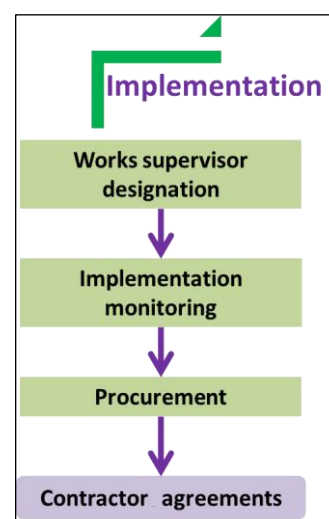 Implementation
Works supervisor
designation
Implementation
monitoring
Procurement
Contractor agreements